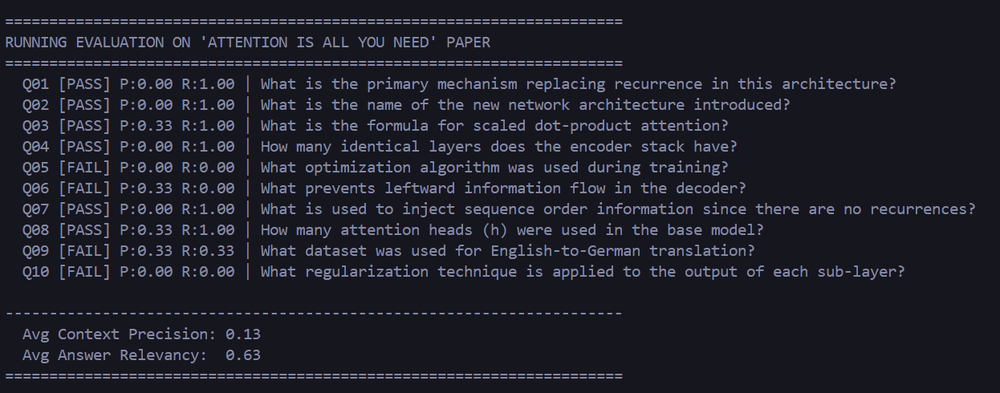 ======================================================================
RUNNING EVALUATION ON 'ATTENTION IS ALL YOU NEED' PAPER
======================================================================
  Q01 [PASS] P:0.00 R:1.00 | What is the primary mechanism replacing recurrence in this architecture?
  Q02 [PASS] P:0.00 R:1.00 | What is the name of the new network architecture introduced?
  Q03 [PASS] P:0.33 R:1.00 | What is the formula for scaled dot-product attention?
  Q04 [PASS] P:0.00 R:1.00 | How many identical layers does the encoder stack have?
  Q05 [FAIL] P:0.00 R:0.00 | What optimization algorithm was used during training?
  Q06 [FAIL] P:0.33 R:0.00 | What prevents leftward information flow in the decoder?
  Q07 [PASS] P:0.00 R:1.00 | What is used to inject sequence order information since there are no recurrences?
  Q08 [PASS] P:0.33 R:1.00 | How many attention heads (h) were used in the base model?
  Q09 [FAIL] P:0.33 R:0.33 | What dataset was used for English-to-German translation?
  Q10 [FAIL] P:0.00 R:0.00 | What regularization technique is applied to the output of each sub-layer?
----------------------------------------------------------------------
  Avg Context Precision: 0.13
  Avg Answer Relevancy:  0.63
======================================================================